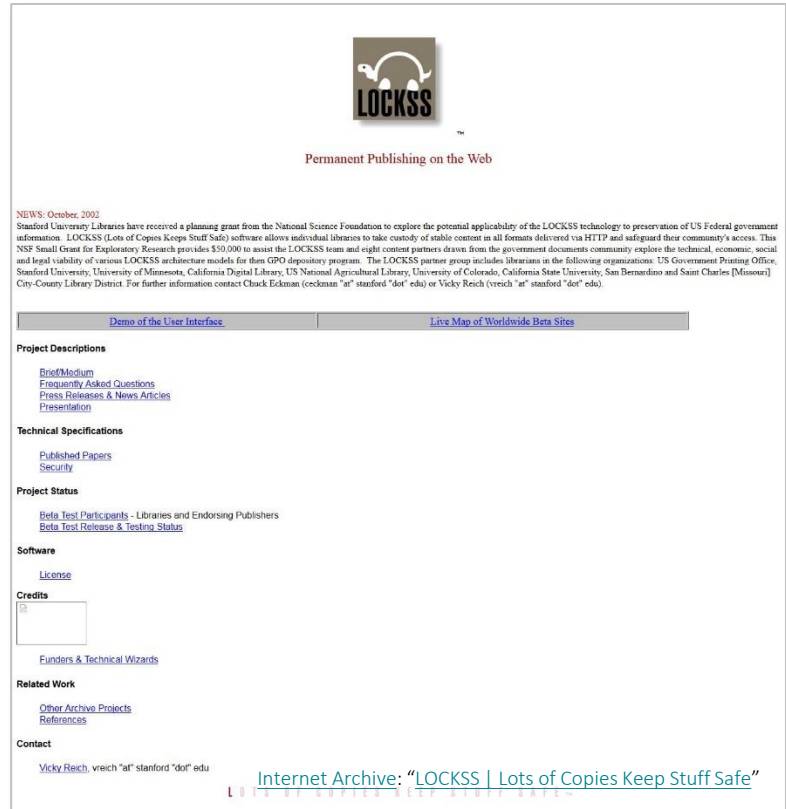 LOCKSS
TM
Permanent Publishing on the Web
NEWS: October, 2002
Stanford University Libraries have received a planning grant from the National Science Foundation to explore the potential applicability of the LOCKSS technology to preservation of US Federal government
information. LOCKSS (Lots of Copies Keeps Stuff Safe) software allows individual libraries to take custody of stable content in all formats delivered via HTTP and safeguard their community's access. This
NSF Small Grant for Exploratory Research provides $50,000 to assist the LOCKSS team and eight content partners drawn from the government documents community explore the technical, economic, social
and legal viability of various LOCKSS architecture models for then GPO depository program. The LOCKSS partner group includes librarians in the following organizations: US Government Printing Office,
Stanford University, University of Minnesota, California Digital Library, US National Agricultural Library, University of Colorado, California State University, San Bernardino and Saint Charles [Missouri]
City-County Library District. For further information contact Chuck Eckman (ceckman "at" stanford "dot" edu) or Vicky Reich (vreich "at" stanford "dot" edu).
Demo of the User Interface Live Map of Worldwide Beta Sites
Project Descriptions
Brief/Medium
Frequently Asked Questions
Press Releases & News Articles
Presentation
Technical Specifications
Published Papers
Security
Project Status
Beta Test Participants - Libraries and Endorsing Publishers
Beta Test Release & Testing Status
Software
License
Credits
Funders & Technical Wizards
Related Work
Other Archive Projects
References
Contact
Vicky Reich, vreich "at" stanford "dot" edu
Internet Archive: “LOCKSS | Lots of Copies Keep Stuff Safe”
LOTS OF COPIES KEEP STUFF SAFE